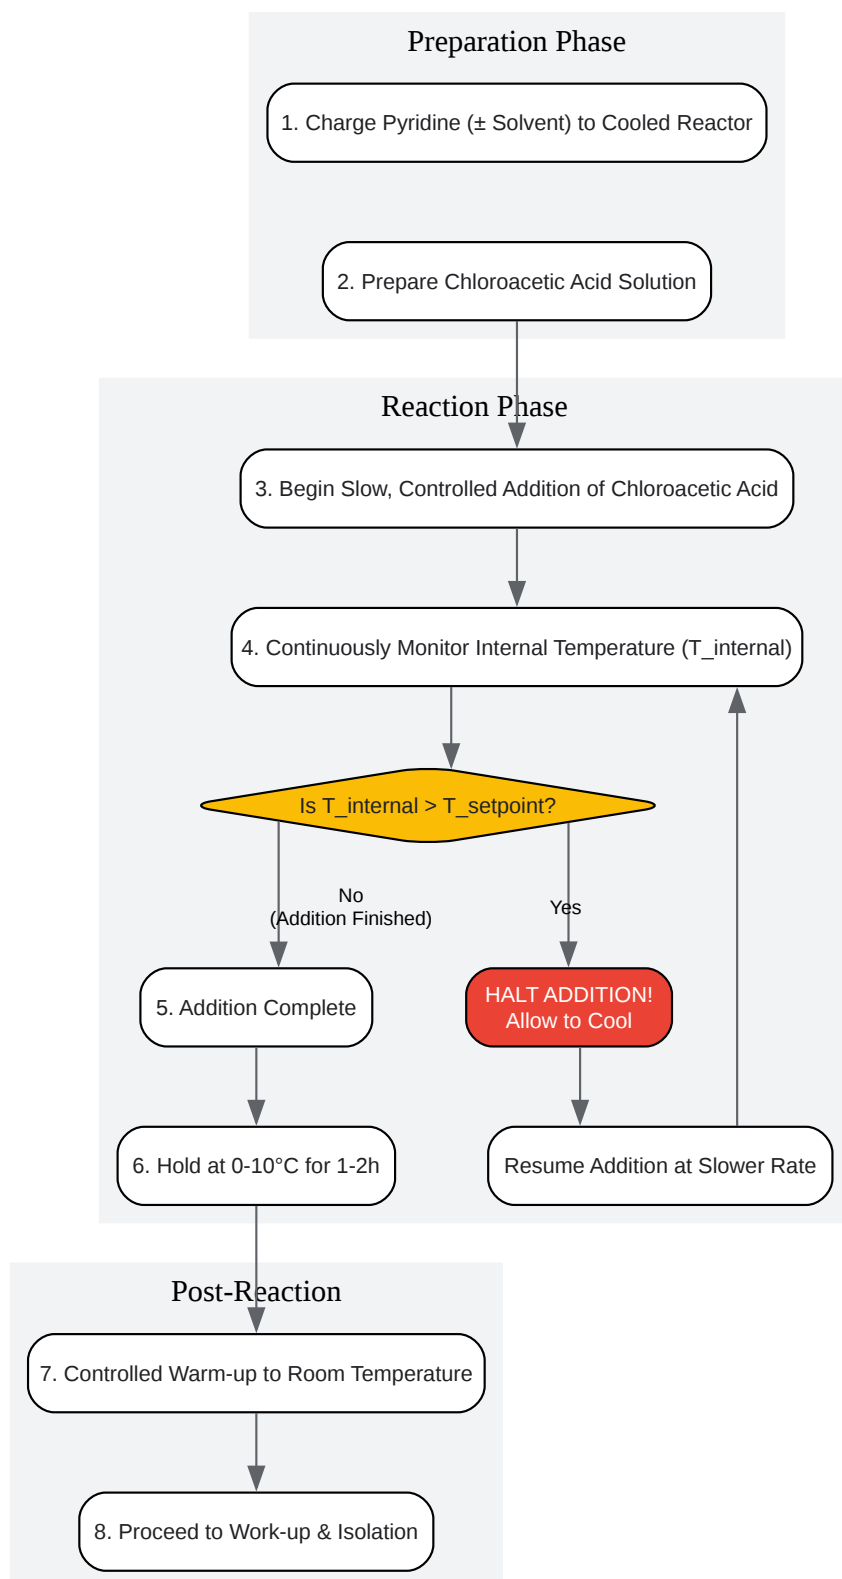 Preparation Phase
1. Charge Pyridine (± Solvent) to Cooled Reactor
2. Prepare Chloroacetic Acid Solution
Reaction Phase
3. Begin Slow, Controlled Addition of Chloroacetic Acid
4. Continuously Monitor Internal Temperature (T_internal)
Is T_internal > T_setpoint?
No
(Addition Finished)
Yes
5. Addition Complete
HALT ADDITION!
Allow to Cool
6. Hold at 0-10°C for 1-2h
Resume Addition at Slower Rate
Post-Reaction
7. Controlled Warm-up to Room Temperature
8. Proceed to Work-up & Isolation